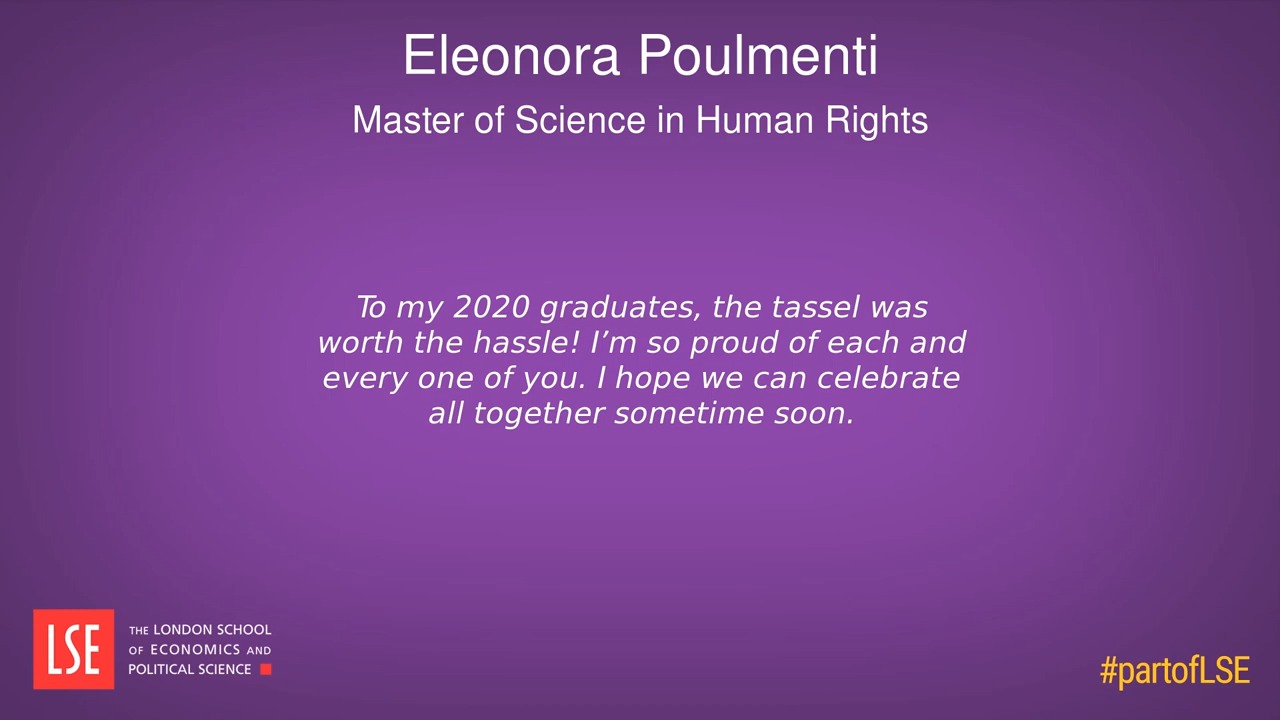 Eleonora Poulmenti
Master of Science in Human Rights
To my 2020 graduates, the tassel was
worth the hassle! I’m so proud of each and
every one of you. I hope we can celebrate
all together sometime soon.
LSE
THE LONDON SCHOOL
OF ECONOMICS AND
POLITICAL SCIENCE
#partofLSE